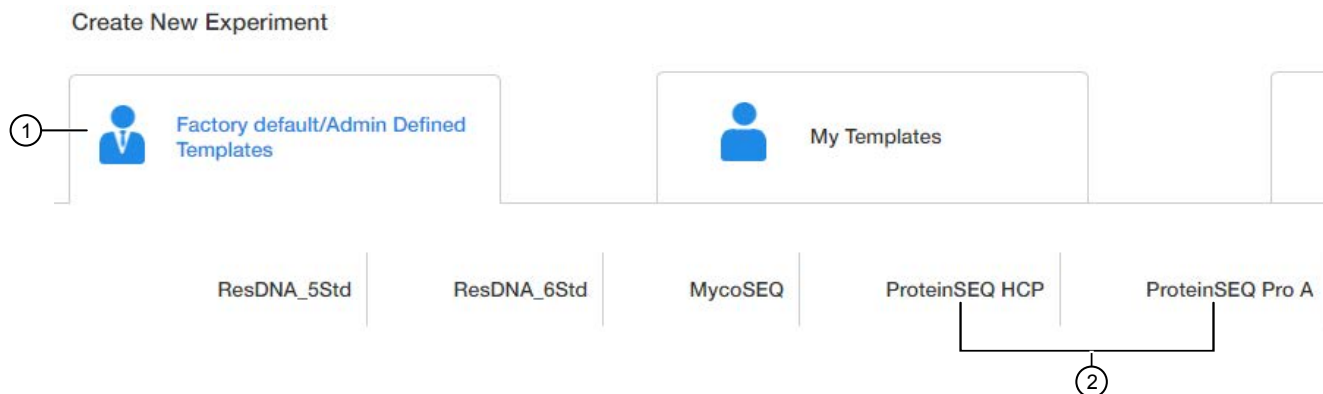 Create New Experiment
1
Factory default/Admin Defined
Templates
My Templates
ResDNA_5Std
ResDNA_6Std
MycoSEQ
ProteinSEQ HCP
ProteinSEQ Pro A
2